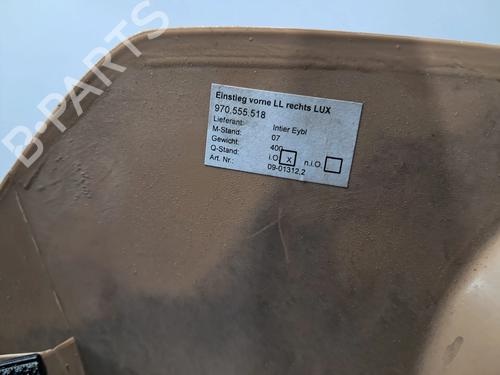 B-PARTS
Einstieg vorne LL rechts LUX
970.555.518
Lieferant: Intier Eybl
M-Stand: 07
Gewicht: 400
Q-Stand: i.O. X n.i.O.
Art. Nr.: 09-01312.2